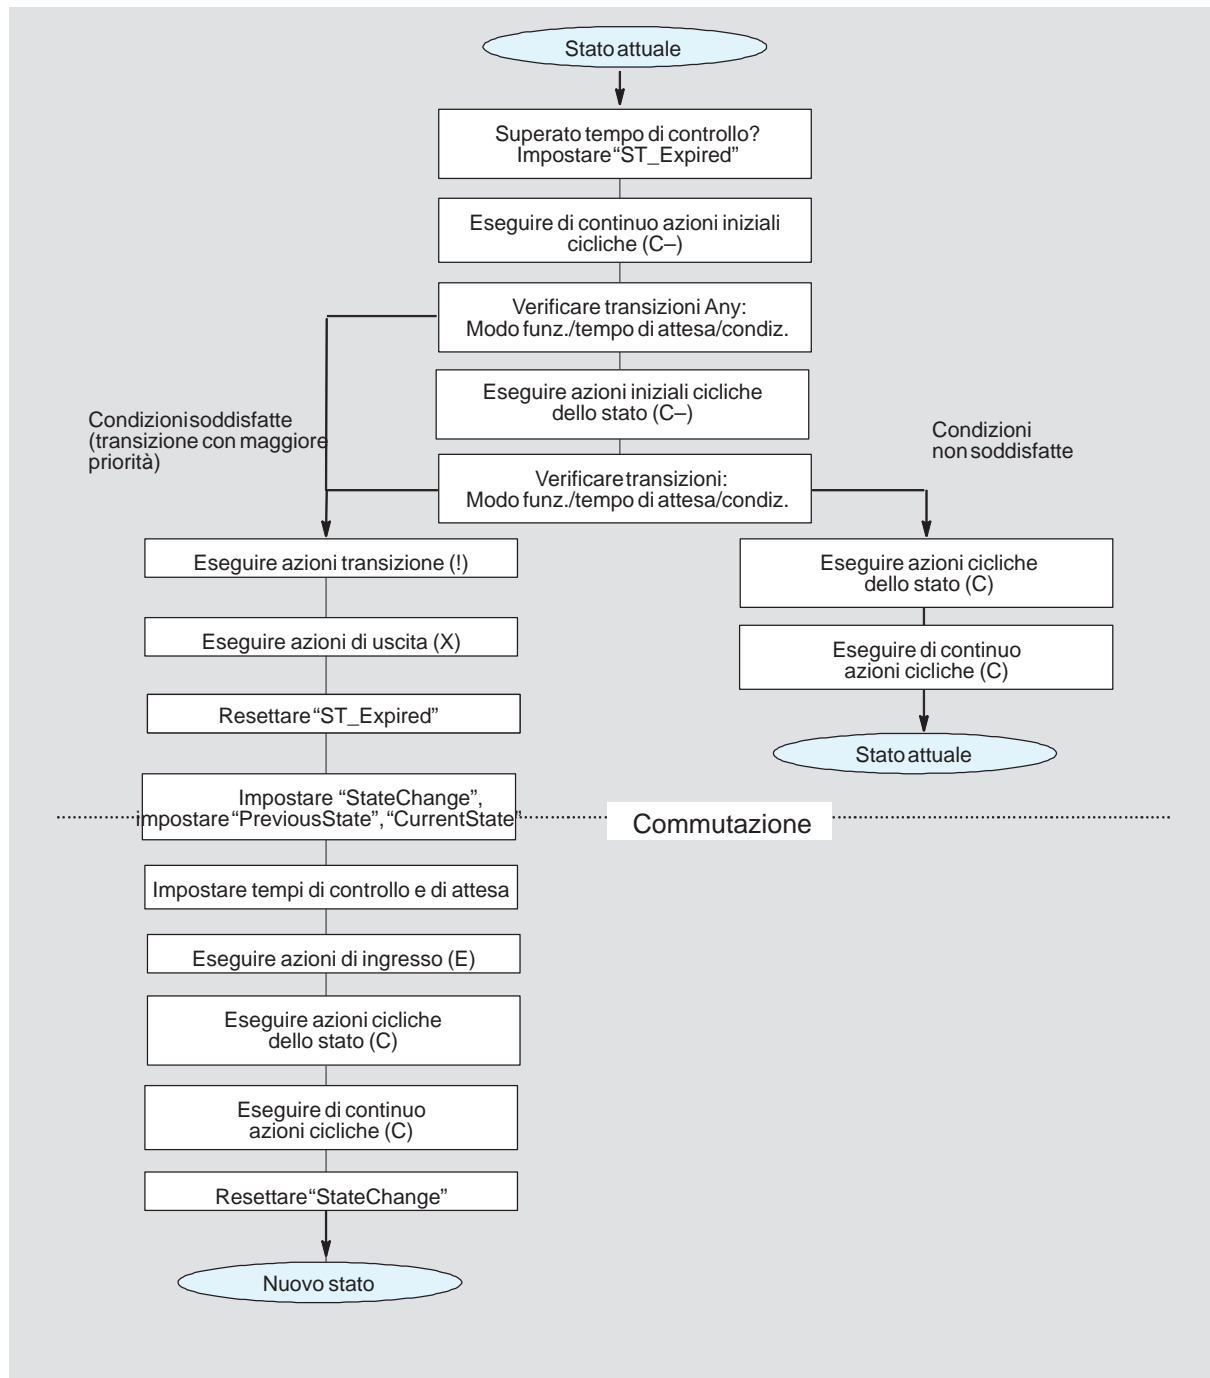 Stato attuale
Superato tempo di controllo?
Impostare “ST_Expired”
Eseguire di continuo azioni iniziali
cicliche (C–)
Verificare transizioni Any:
Modo funz./tempo di attesa/condiz.
Eseguire azioni iniziali cicliche
dello stato (C–)
Condizioni soddisfatte
(transizione con maggiore
priorità)
Condizioni
non soddisfatte
Verificare transizioni:
Modo funz./tempo di attesa/condiz.
Eseguire azioni transizione (!)
Eseguire azioni di uscita (X)
Resettare “ST_Expired”
Impostare “StateChange”,
impostare “PreviousState”, “CurrentState”
Eseguire azioni cicliche
dello stato (C)
Eseguire di continuo
azioni cicliche (C)
Stato attuale
Commutazione
Impostare tempi di controllo e di attesa
Eseguire azioni di ingresso (E)
Eseguire azioni cicliche
dello stato (C)
Eseguire di continuo
azioni cicliche (C)
Resettare “StateChange”
Nuovo stato